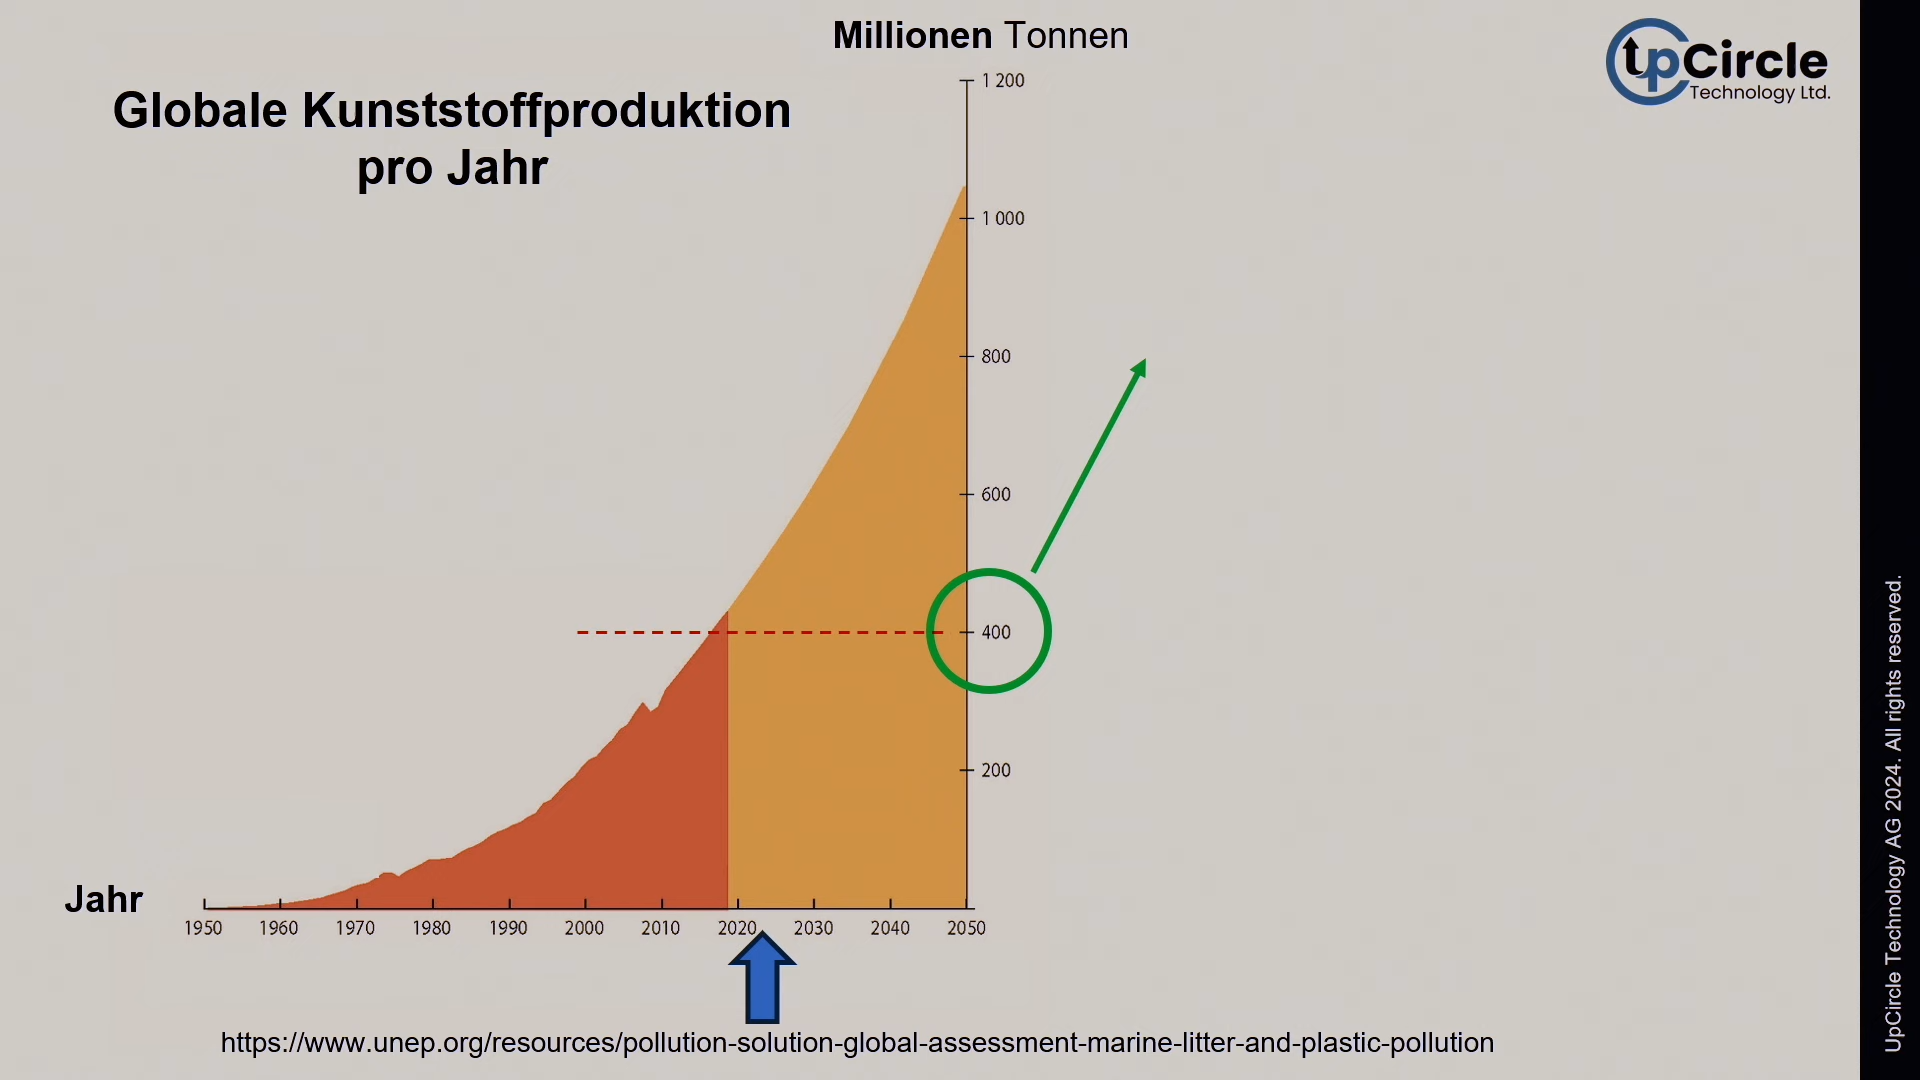 Millionen Tonnen
Globale Kunststoffproduktion
pro Jahr
upCircle
Technology Ltd.
1 200
1 000
800
600
400
200
Jahr
1950 1960 1970 1980 1990 2000 2010 2020 2030 2040 2050
https://www.unep.org/resources/pollution-solution-global-assessment-marine-litter-and-plastic-pollution
UpCircle Technology AG 2024. All rights reserved.